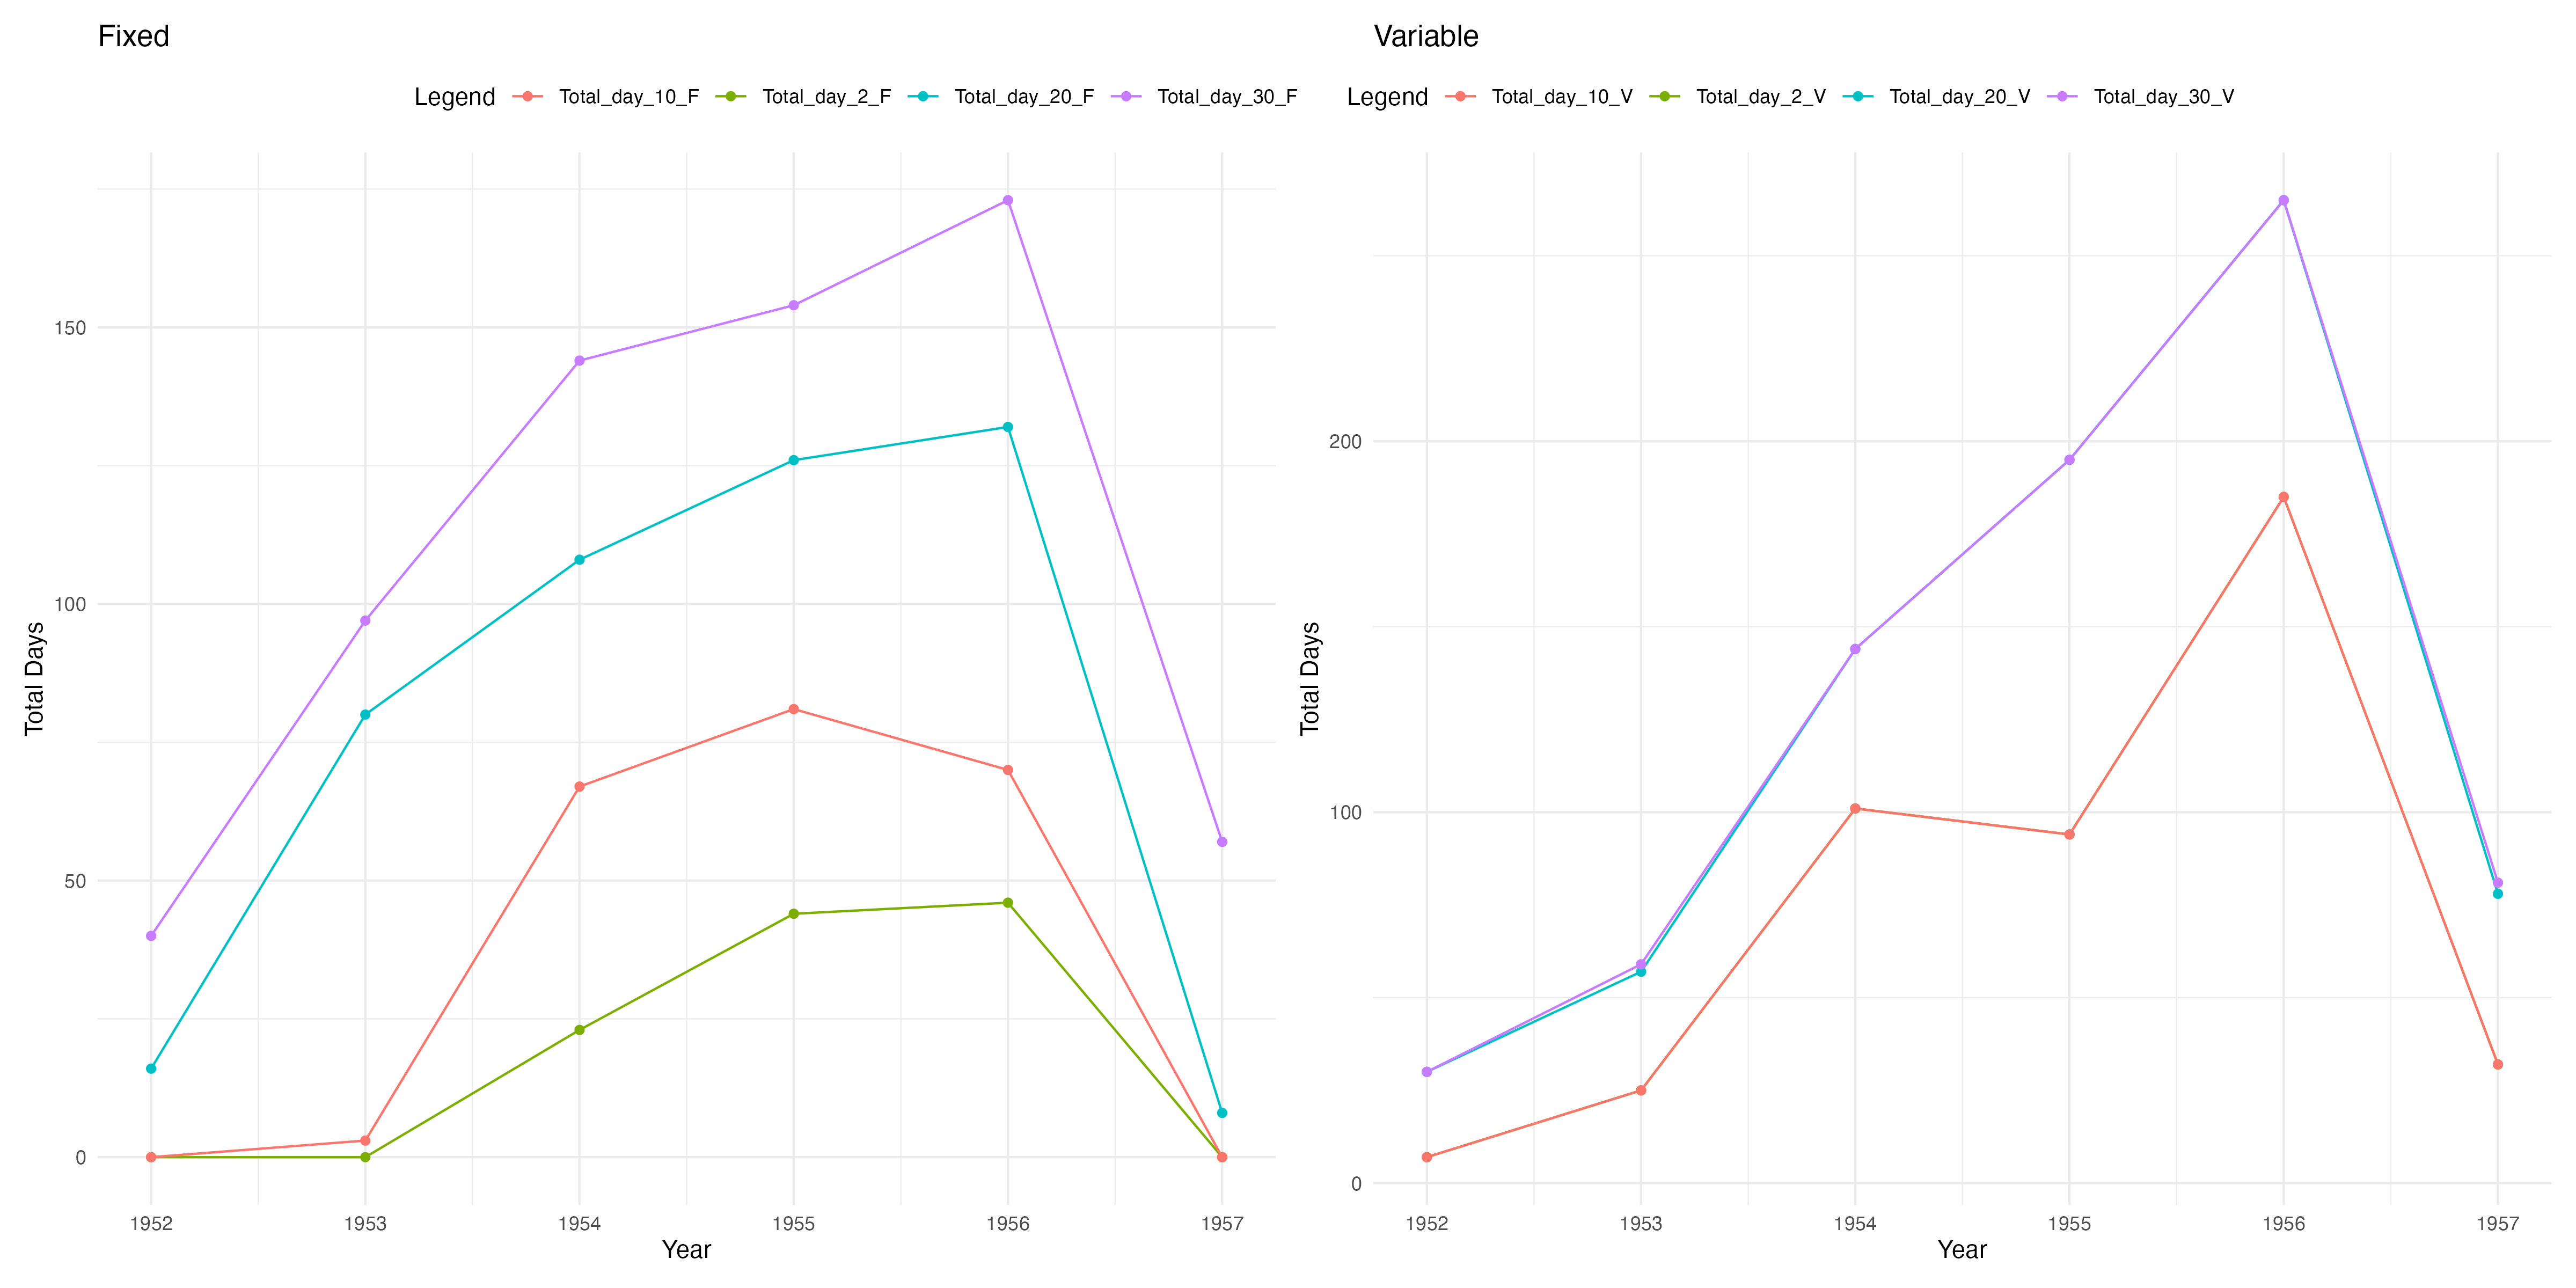 Fixed
Legend Total_day_10_F Total_day_2_F Total_day_20_F Total_day_30_F
Total Days
150
100
50
0
1952 1953 1954 1955 1956 1957
Year
Variable
Legend Total_day_10_V Total_day_2_V Total_day_20_V Total_day_30_V
Total Days
200
100
0
1952 1953 1954 1955 1956 1957
Year